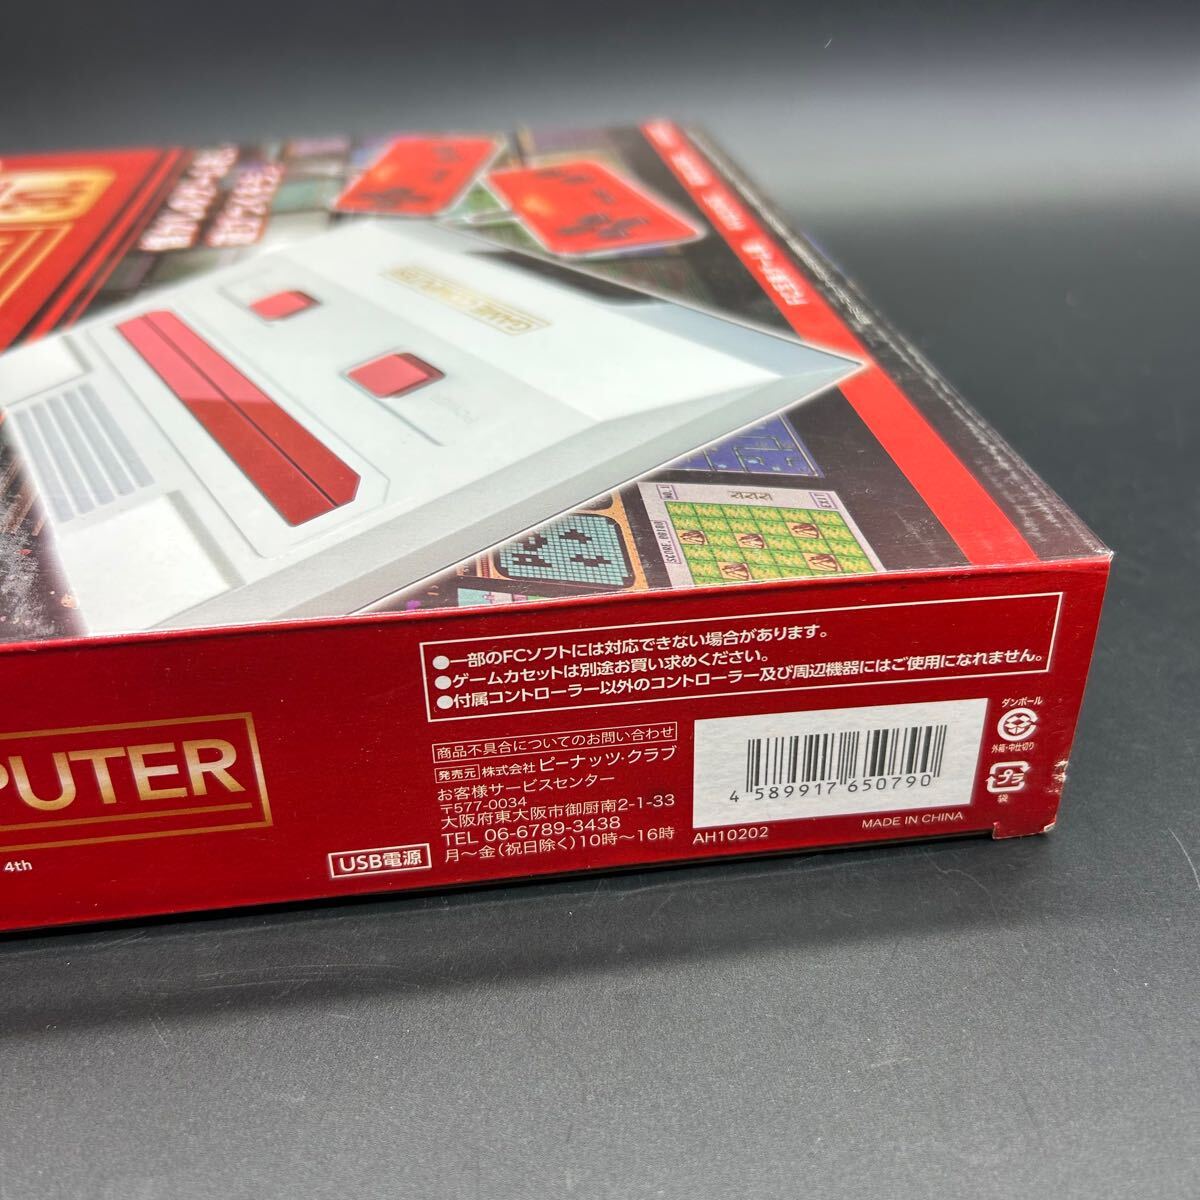 GAME COMPUTER
NO.1
SCORE 00180
EXIT
●一部のFCソフトには対応できない場合があります。
●ゲームカセットは別途お買い求めください。
●付属コントローラー以外のコントローラー及び周辺機器にはご使用になれません。
PUTER
4th
USB電源
商品不具合についてのお問い合わせ
発売元 株式会社 ピーナッツ・クラブ
お客様サービスセンター
〒577-0034
大阪府東大阪市御厨南2-1-33
TEL 06-6789-3438
月～金(祝日除く)10時～16時
4 589917 650790
AH10202
MADE IN CHINA
ダンボール
外箱・中仕切り
プラ
袋